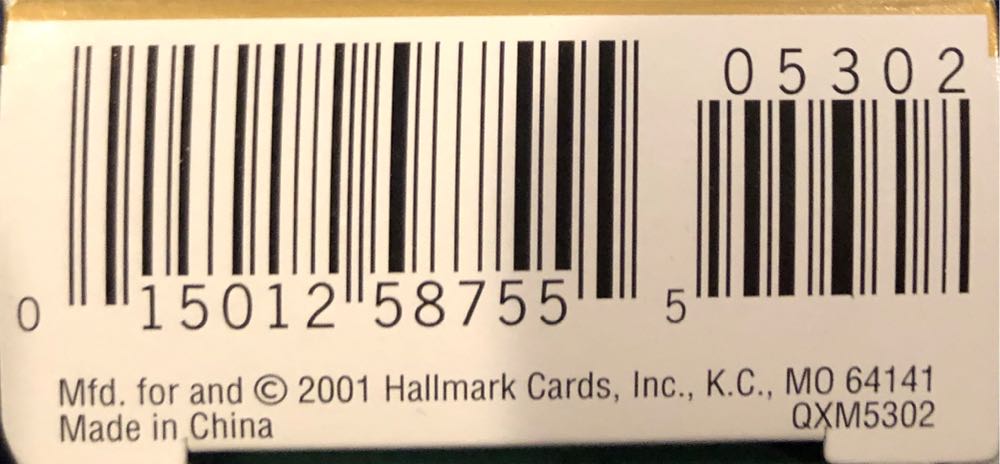 05302
0 15012 58755 5
Mfd. for and © 2001 Hallmark Cards, Inc., K.C., MO 64141
Made in China
QXM5302